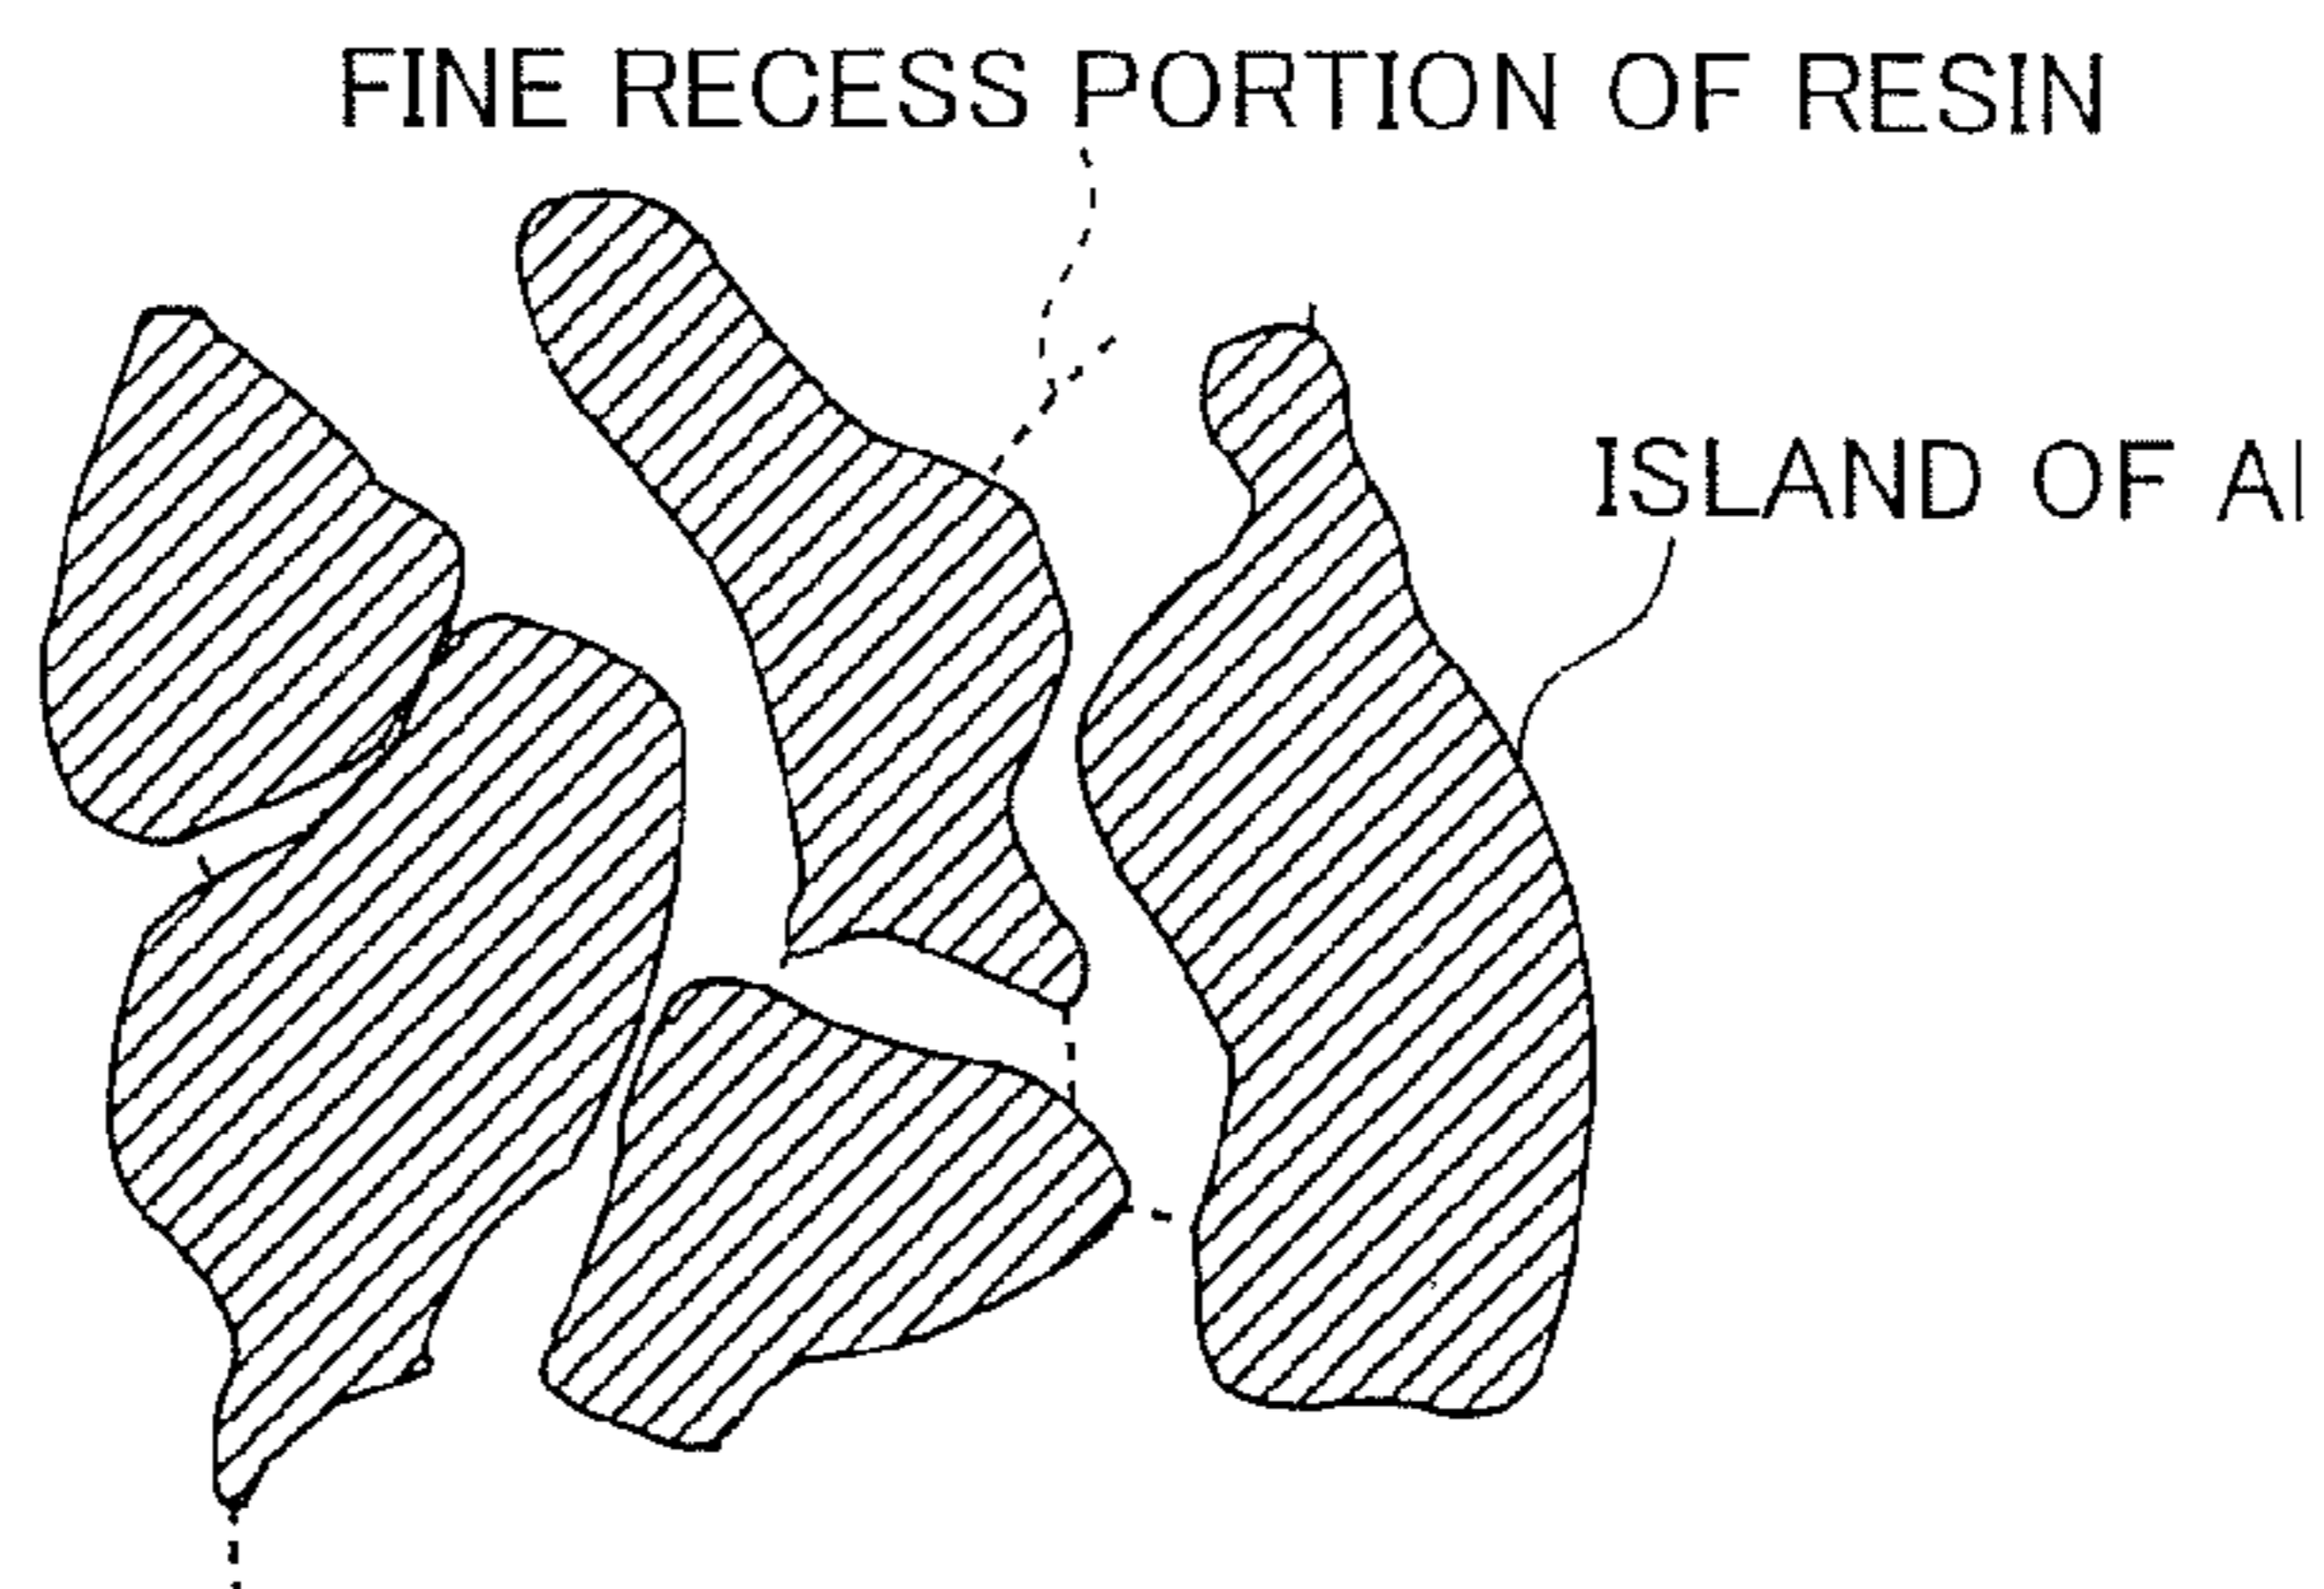 FINE RECESS PORTION OF RESIN
ISLAND OF Al